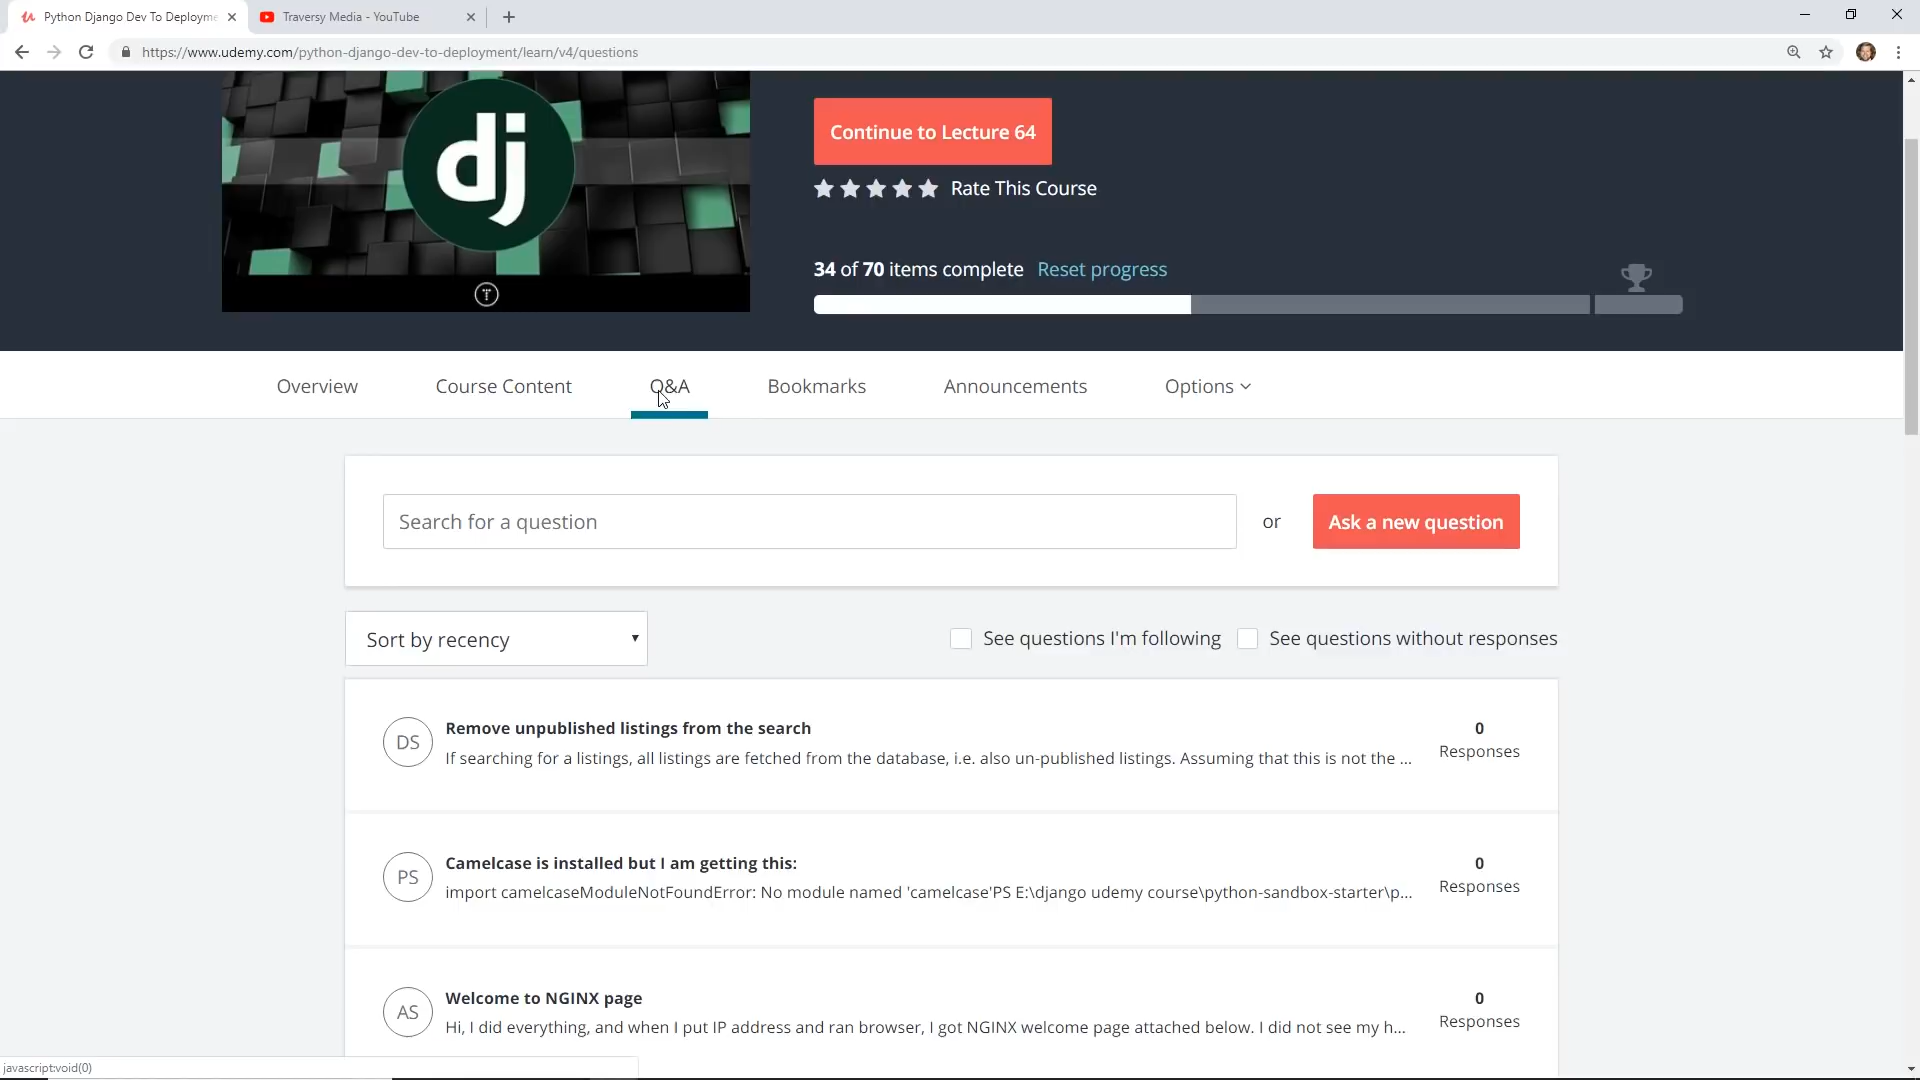 Python Django Dev To Deployme
Traversy Media - YouTube
https://www.udemy.com/python-django-dev-to-deployment/learn/v4/questions
dj
T
Continue to Lecture 64
Rate This Course
34 of 70 items complete Reset progress
Overview
Course Content
Q&A
Bookmarks
Announcements
Options
Search for a question
or
Ask a new question
Sort by recency
See questions I'm following
See questions without responses
DS
Remove unpublished listings from the search
If searching for a listings, all listings are fetched from the database, i.e. also un-published listings. Assuming that this is not the ...
0
Responses
PS
Camelcase is installed but I am getting this:
import camelcaseModuleNotFoundError: No module named 'camelcase'PS E:\django udemy course\python-sandbox-starter\p...
0
Responses
AS
Welcome to NGINX page
Hi, I did everything, and when I put IP address and ran browser, I got NGINX welcome page attached below. I did not see my h...
0
Responses
javascript:void(0)